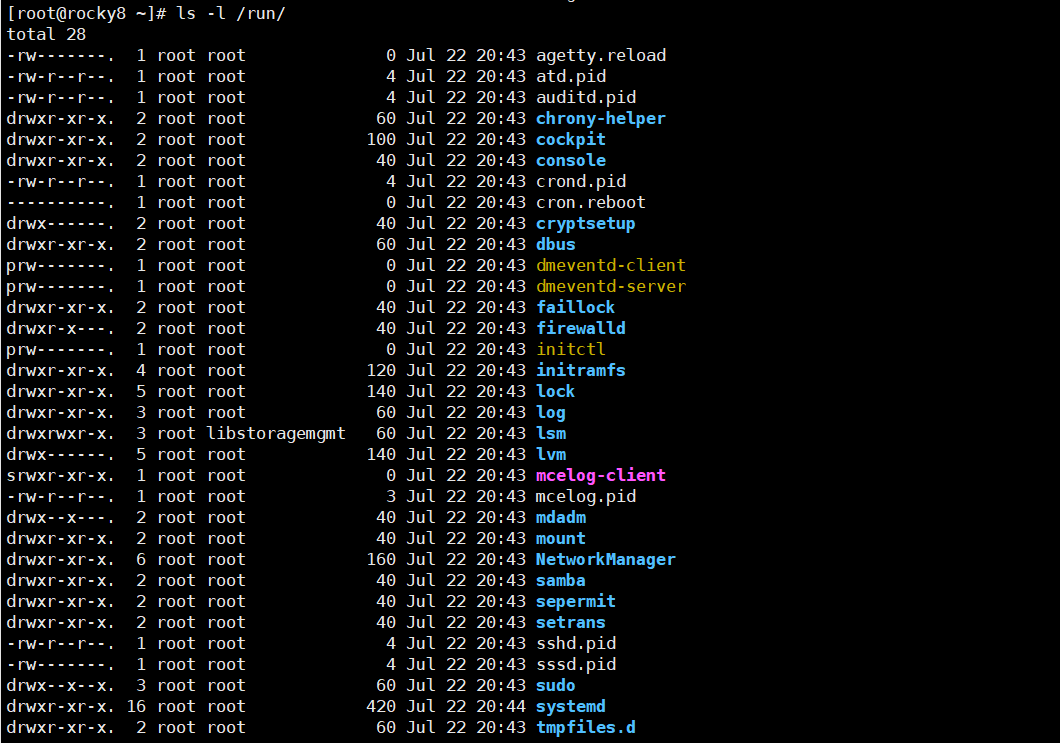 [root@rocky8 ~]# ls -l /run/
total 28
-rw-------.  1 root root              0 Jul 22 20:43 agetty.reload
-rw-r--r--.  1 root root              4 Jul 22 20:43 atd.pid
-rw-r--r--.  1 root root              4 Jul 22 20:43 auditd.pid
drwxr-xr-x.  2 root root             60 Jul 22 20:43 chrony-helper
drwxr-xr-x.  2 root root            100 Jul 22 20:43 cockpit
drwxr-xr-x.  2 root root             40 Jul 22 20:43 console
-rw-r--r--.  1 root root              4 Jul 22 20:43 crond.pid
----------.  1 root root              0 Jul 22 20:43 cron.reboot
drwx------.  2 root root             40 Jul 22 20:43 cryptsetup
drwxr-xr-x.  2 root root             60 Jul 22 20:43 dbus
prw-------.  1 root root              0 Jul 22 20:43 dmeventd-client
prw-------.  1 root root              0 Jul 22 20:43 dmeventd-server
drwxr-xr-x.  2 root root             40 Jul 22 20:43 faillock
drwxr-x---.  2 root root             40 Jul 22 20:43 firewalld
prw-------.  1 root root              0 Jul 22 20:43 initctl
drwxr-xr-x.  4 root root            120 Jul 22 20:43 initramfs
drwxr-xr-x.  5 root root            140 Jul 22 20:43 lock
drwxr-xr-x.  3 root root             60 Jul 22 20:43 log
drwxrwxr-x.  3 root libstoragemgmt   60 Jul 22 20:43 lsm
drwx------.  5 root root            140 Jul 22 20:43 lvm
srwxr-xr-x.  1 root root              0 Jul 22 20:43 mcelog-client
-rw-r--r--.  1 root root              3 Jul 22 20:43 mcelog.pid
drwx--x---.  2 root root             40 Jul 22 20:43 mdadm
drwxr-xr-x.  2 root root             40 Jul 22 20:43 mount
drwxr-xr-x.  6 root root            160 Jul 22 20:43 NetworkManager
drwxr-xr-x.  2 root root             40 Jul 22 20:43 samba
drwxr-xr-x.  2 root root             40 Jul 22 20:43 sepermit
drwxr-xr-x.  2 root root             40 Jul 22 20:43 setrans
-rw-r--r--.  1 root root              4 Jul 22 20:43 sshd.pid
-rw-------.  1 root root              4 Jul 22 20:43 sssd.pid
drwx--x--x.  3 root root             60 Jul 22 20:43 sudo
drwxr-xr-x. 16 root root            420 Jul 22 20:44 systemd
drwxr-xr-x.  2 root root             60 Jul 22 20:43 tmpfiles.d